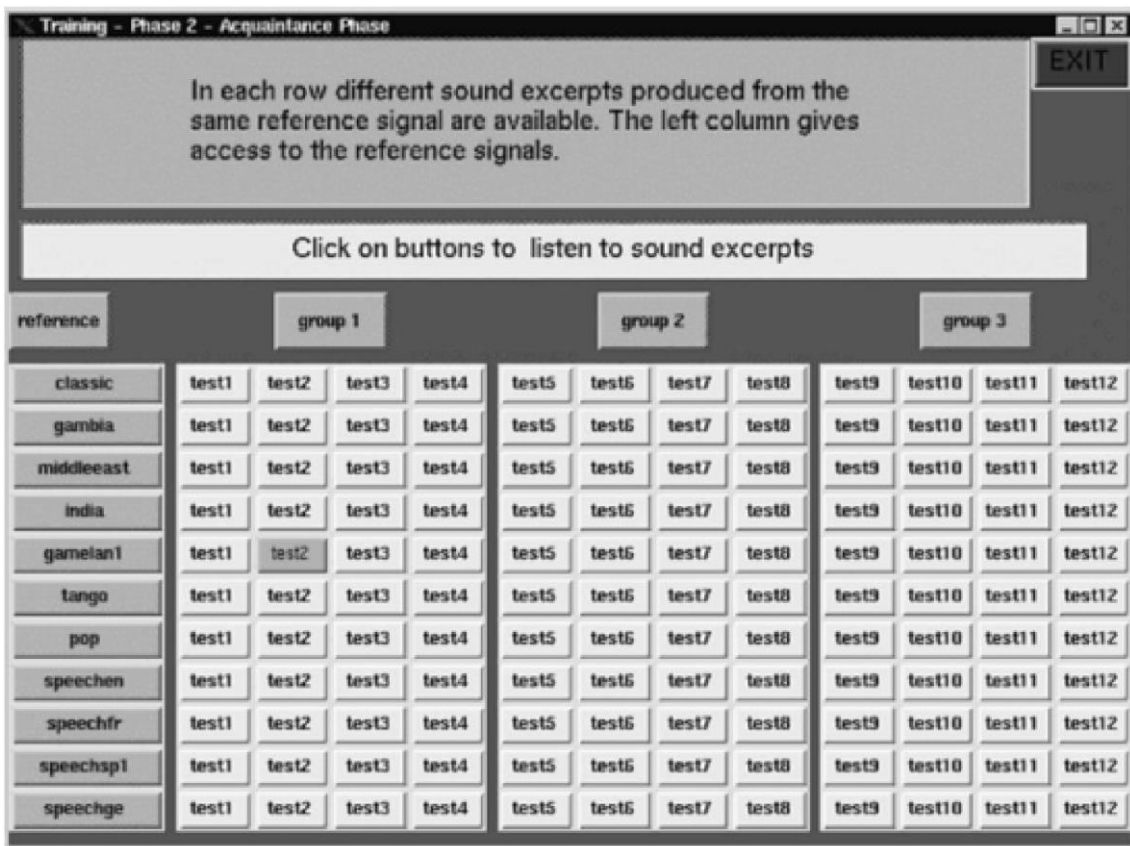 Training - Phase 2 - Acquaintance Phase
EXIT
In each row different sound excerpts produced from the
same reference signal are available. The left column gives
access to the reference signals.
Click on buttons to listen to sound excerpts
reference group 1 group 2 group 3
classic test1 test2 test3 test4 test5 test6 test7 test8 test9 test10 test11 test12
gambia test1 test2 test3 test4 test5 test6 test7 test8 test9 test10 test11 test12
middleeast test1 test2 test3 test4 test5 test6 test7 test8 test9 test10 test11 test12
india test1 test2 test3 test4 test5 test6 test7 test8 test9 test10 test11 test12
gamelan1 test1 test2 test3 test4 test5 test6 test7 test8 test9 test10 test11 test12
tango test1 test2 test3 test4 test5 test6 test7 test8 test9 test10 test11 test12
pop test1 test2 test3 test4 test5 test6 test7 test8 test9 test10 test11 test12
speechen test1 test2 test3 test4 test5 test6 test7 test8 test9 test10 test11 test12
speechfr test1 test2 test3 test4 test5 test6 test7 test8 test9 test10 test11 test12
speechsp1 test1 test2 test3 test4 test5 test6 test7 test8 test9 test10 test11 test12
speechge test1 test2 test3 test4 test5 test6 test7 test8 test9 test10 test11 test12